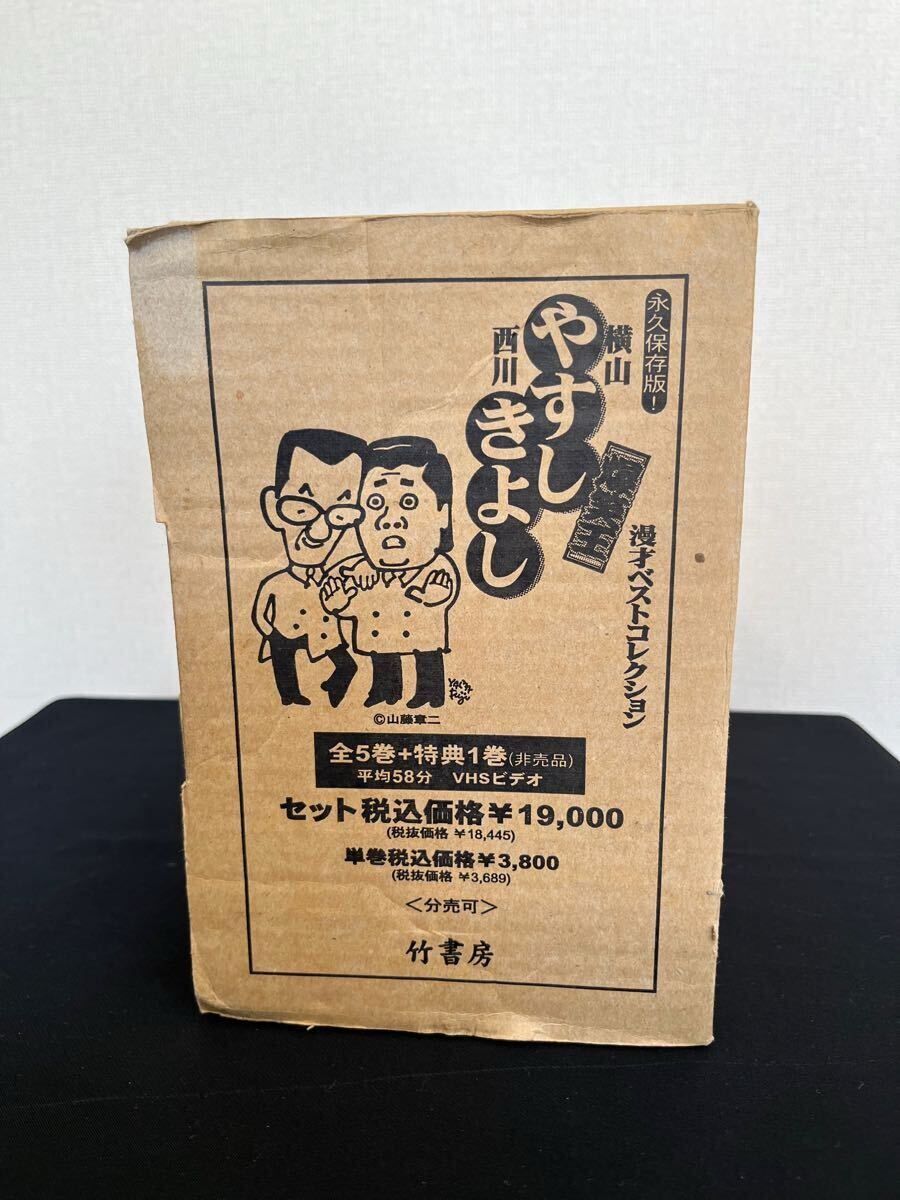 永久保存版!
横山
やすし
西川
きよし
爆笑王
漫才ベストコレクション
©山藤章二
全5巻+特典1巻(非売品)
平均58分 VHSビデオ
セット税込価格¥19,000
(税抜価格 ¥18,445)
単巻税込価格¥3,800
(税抜価格 ¥3,689)
<分売可>
竹書房